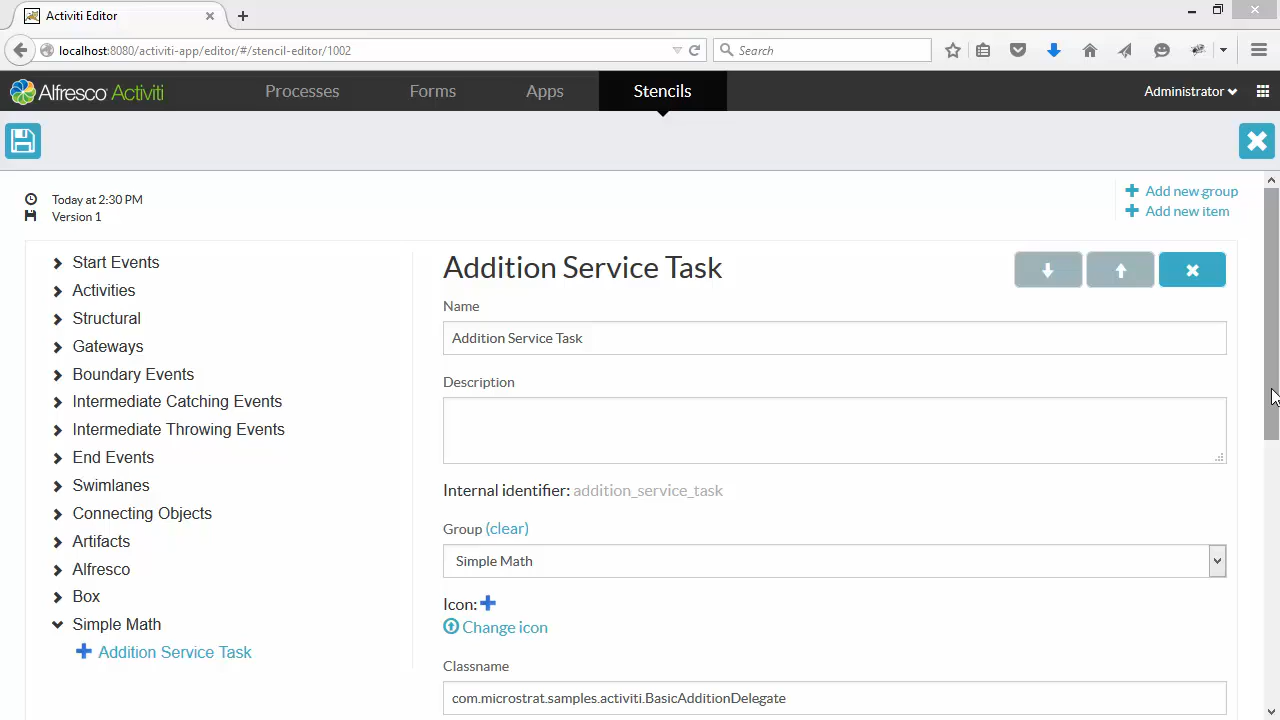 Activiti Editor
localhost:8080/activiti-app/editor/#/stencil-editor/1002
Search
Alfresco Activiti
Processes
Forms
Apps
Stencils
Administrator
Today at 2:30 PM
Version 1
Add new group
Add new item
Start Events
Activities
Structural
Gateways
Boundary Events
Intermediate Catching Events
Intermediate Throwing Events
End Events
Swimlanes
Connecting Objects
Artifacts
Alfresco
Box
Simple Math
Addition Service Task
Addition Service Task
Name
Addition Service Task
Description
Internal identifier: addition_service_task
Group (clear)
Simple Math
Icon:
Change icon
Classname
com.microstrat.samples.activiti.BasicAdditionDelegate